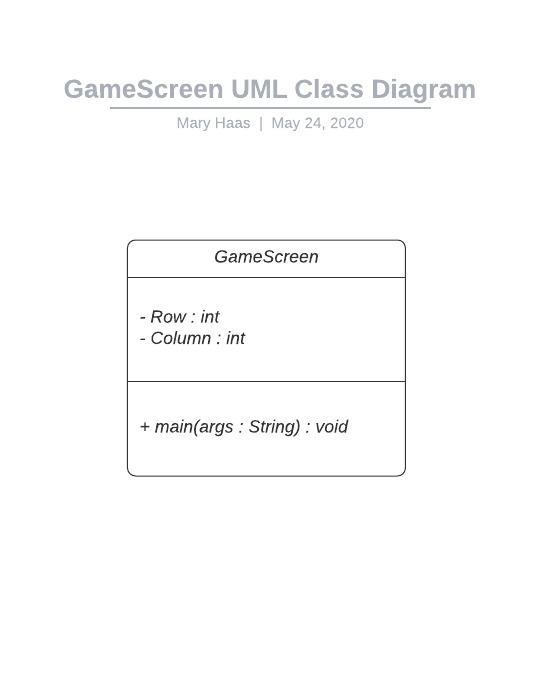 GameScreen UML Class Diagram
Mary Haas | May 24, 2020
GameScreen
- Row : int
- Column : int
+ main(args : String) : void